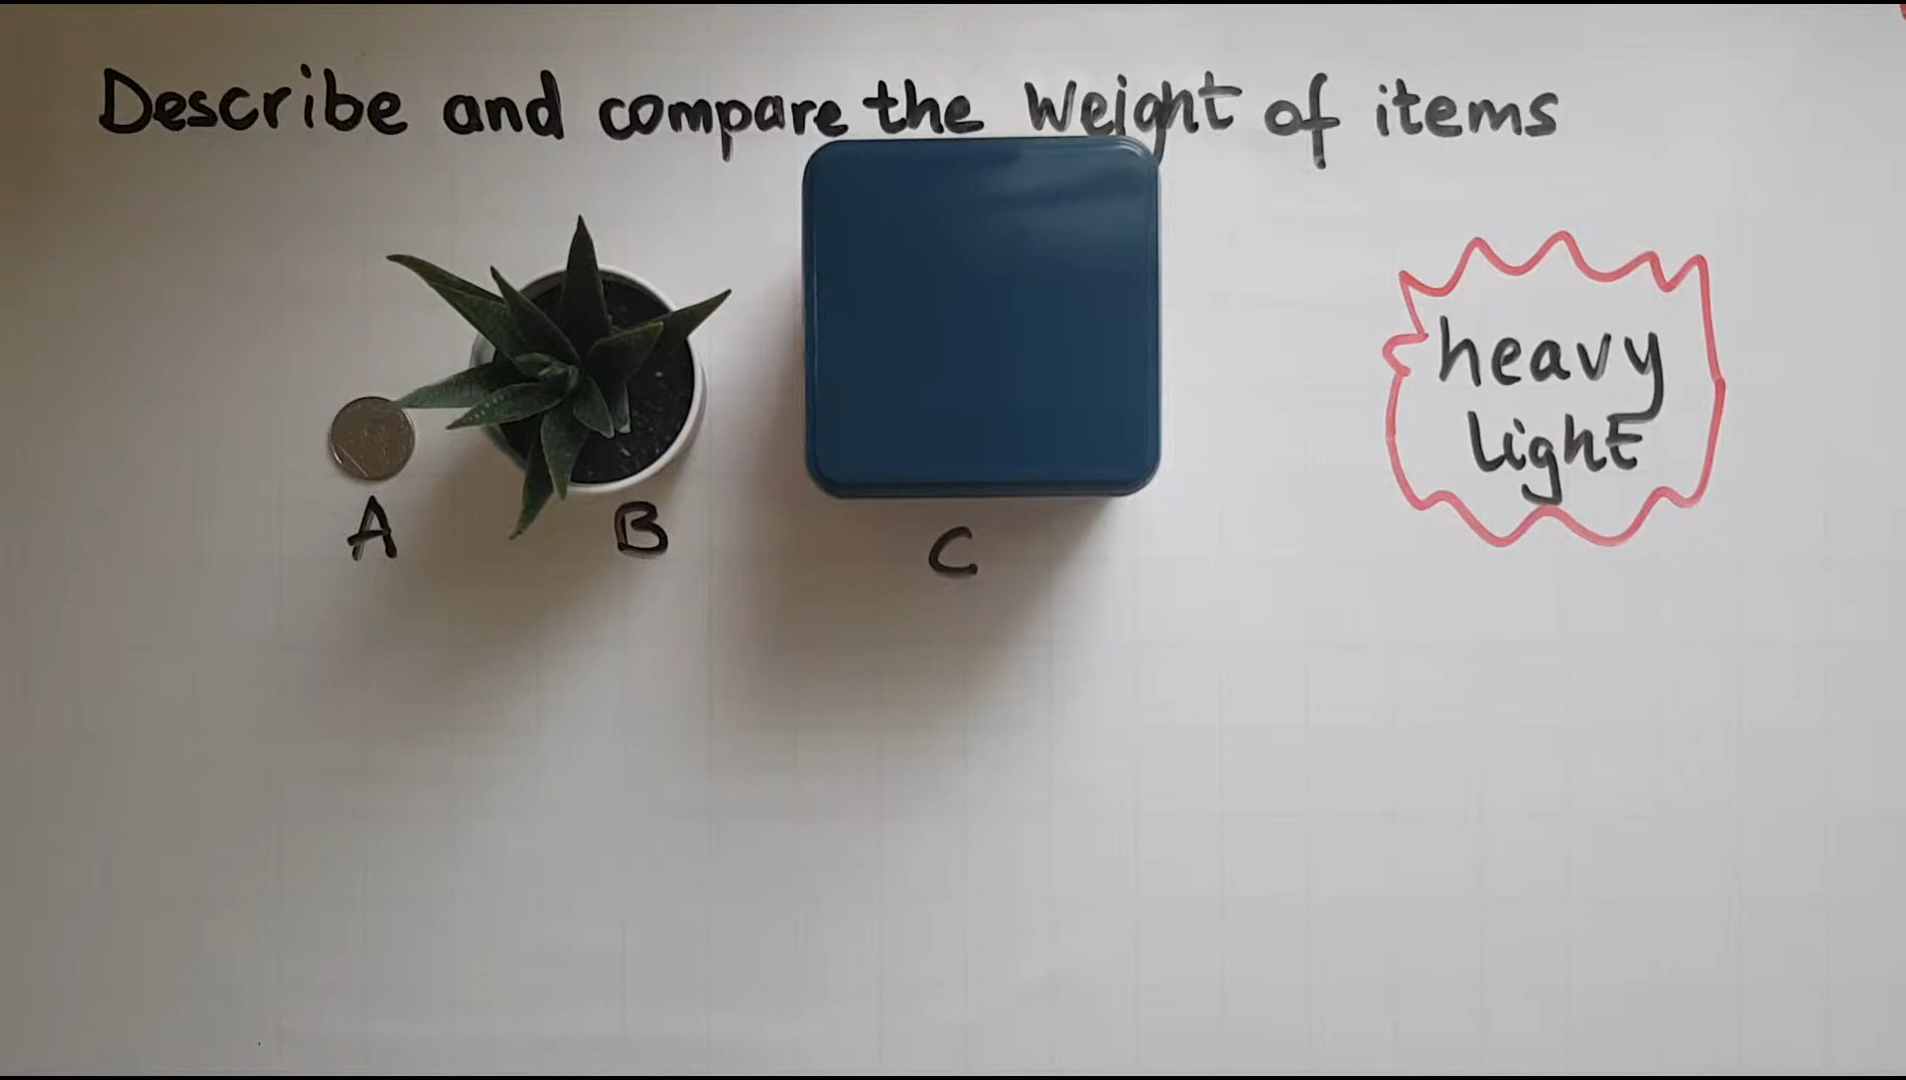 Describe and compare the weight of items
heavy
light
A
B
C